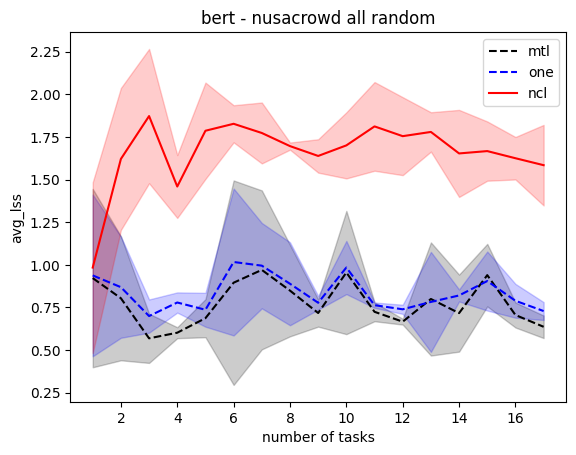 bert - nusacrowd all random
mtl
one
ncl
avg_lss
2.25
2.00
1.75
1.50
1.25
1.00
0.75
0.50
0.25
2 4 6 8 10 12 14 16
number of tasks